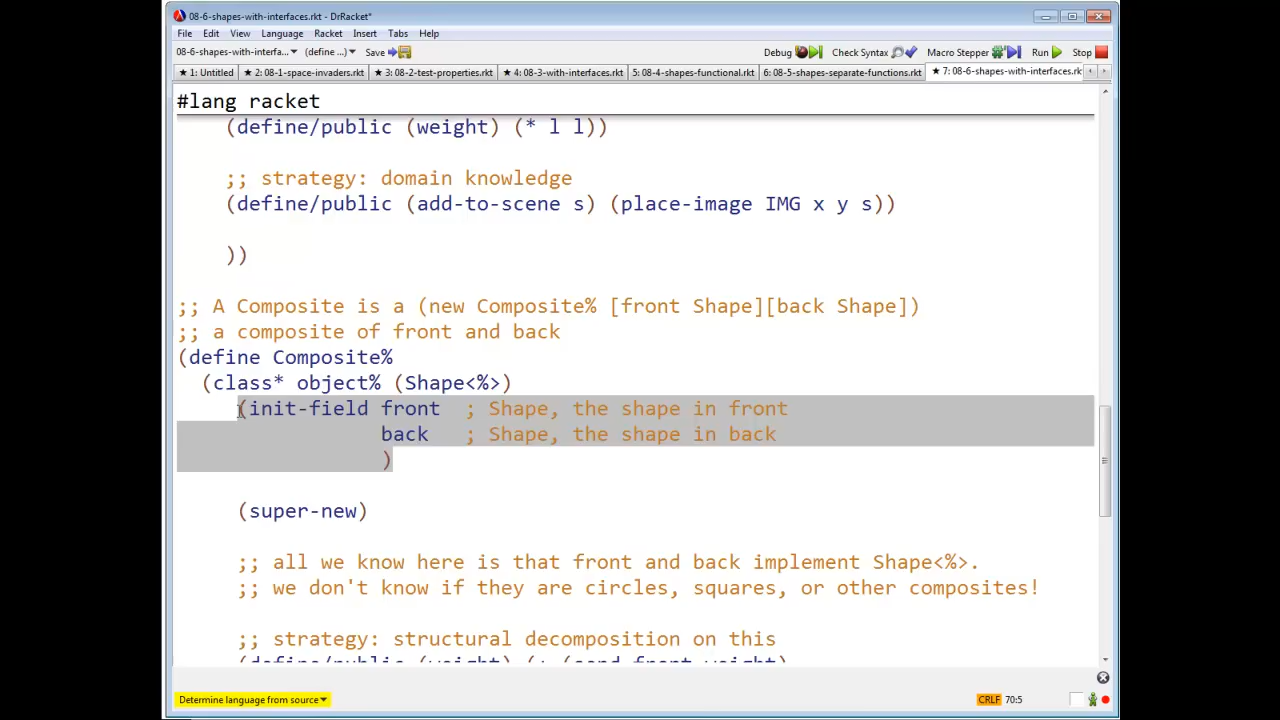 08-6-shapes-with-interfaces.rkt - DrRacket*
File Edit View Language Racket Insert Tabs Help
08-6-shapes-with-interfa...▼ (define ...)▼ Save Debug Check Syntax Macro Stepper Run Stop
★ 1: Untitled ★ 2: 08-1-space-invaders.rkt ★ 3: 08-2-test-properties.rkt ★ 4: 08-3-with-interfaces.rkt 5: 08-4-shapes-functional.rkt 6: 08-5-shapes-separate-functions.rkt ★ 7: 08-6-shapes-with-interfaces.rkt
#lang racket
(define/public (weight) (* l l))
;; strategy: domain knowledge
(define/public (add-to-scene s) (place-image IMG x y s))
))
;; A Composite is a (new Composite% [front Shape][back Shape])
;; a composite of front and back
(define Composite%
(class* object% (Shape<%>)
(init-field front ; Shape, the shape in front
back ; Shape, the shape in back
)
(super-new)
;; all we know here is that front and back implement Shape<%>.
;; we don't know if they are circles, squares, or other composites!
;; strategy: structural decomposition on this
(define/public (weight) (+ (send front weight)
Determine language from source▼ CRLF 70:5